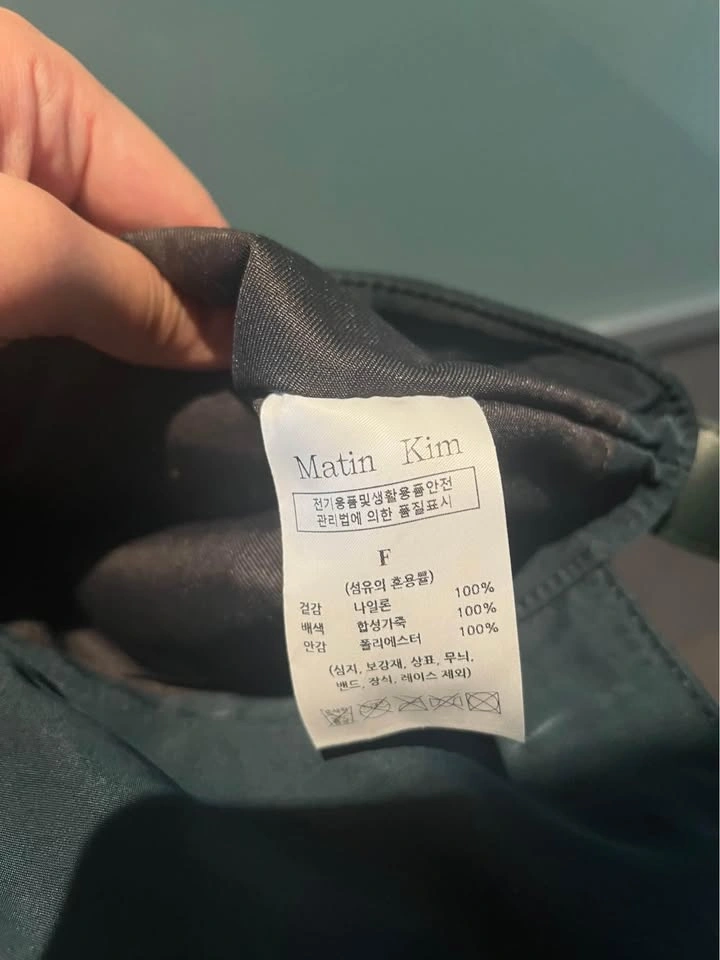 Matin Kim
전기용품및생활용품안전
관리법에 의한 품질표시
F
(섬유의 혼용률)
겉감 나일론 100%
배색 합성가죽 100%
안감 폴리에스터 100%
(심지, 보강재, 상표, 무늬,
밴드, 장식, 레이스 제외)